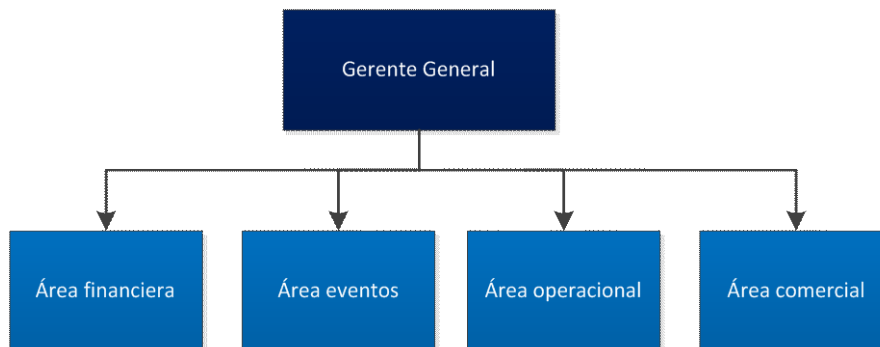 Gerente General
Área financiera
Área eventos
Área operacional
Área comercial